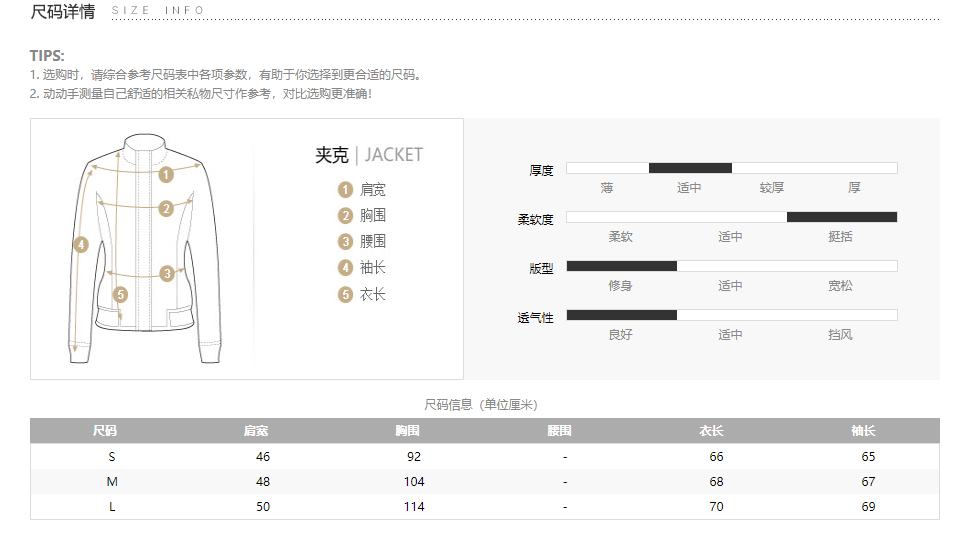 尺码详情 SIZE INFO
TIPS:
1. 选购时，请综合参考尺码表中各项参数，有助于你选择到更合适的尺码。
2. 动动手测量自己舒适的相关私物尺寸作参考，对比选购更准确！
夹克 | JACKET
1 肩宽
2 胸围
3 腰围
4 袖长
5 衣长
1
2
3
4
5
厚度
薄 适中 较厚 厚
柔软度
柔软 适中 挺括
版型
修身 适中 宽松
透气性
良好 适中 挡风
尺码信息（单位厘米）
尺码 肩宽 胸围 腰围 衣长 袖长
S 46 92 - 66 65
M 48 104 - 68 67
L 50 114 - 70 69